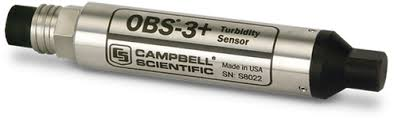 OBS-3+ Turbidity
Sensor
CAMPBELL
SCIENTIFIC
Made in USA
SN: S8022